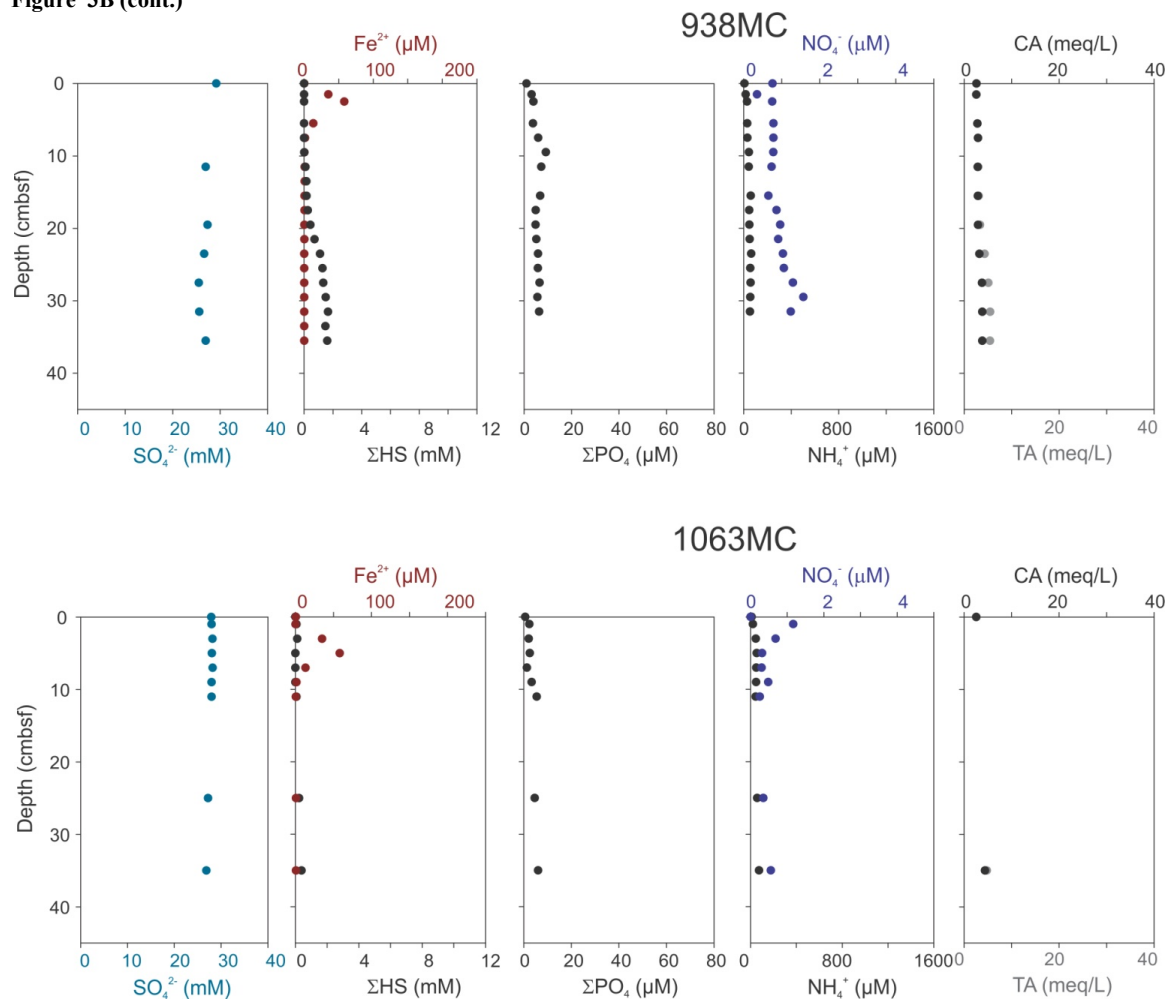 Figure 5B (cont.)
938MC
Fe²⁺ (µM) NO₄⁻ (µM) CA (meq/L)
0 100 200 0 2 4 0 20 40
0
10
20
30
40
Depth (cmbsf)
0 10 20 30 40 0 4 8 12 0 20 40 60 80 0 800 1600 0 20 40
SO₄²⁻ (mM) ΣHS (mM) ΣPO₄ (µM) NH₄⁺ (µM) TA (meq/L)
1063MC
Fe²⁺ (µM) NO₄⁻ (µM) CA (meq/L)
0 100 200 0 2 4 0 20 40
0
10
20
30
40
Depth (cmbsf)
0 10 20 30 40 0 4 8 12 0 20 40 60 80 0 800 1600 0 20 40
SO₄²⁻ (mM) ΣHS (mM) ΣPO₄ (µM) NH₄⁺ (µM) TA (meq/L)